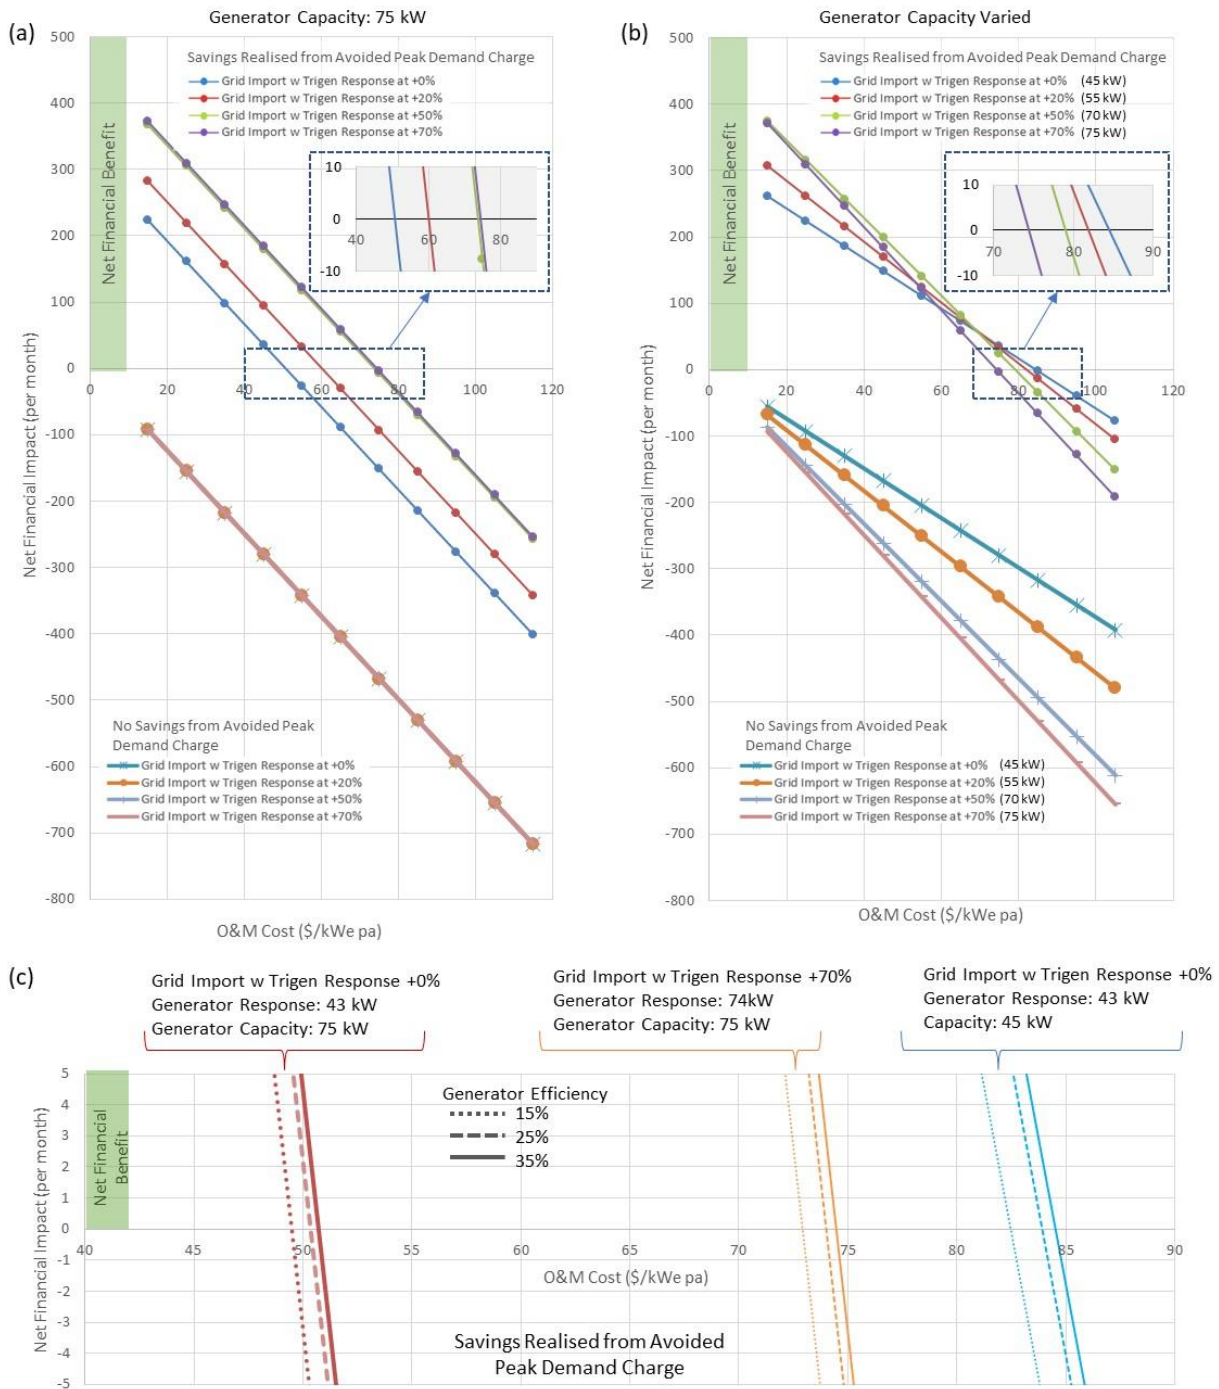 (a)
Generator Capacity: 75 kW
500
400
300
200
100
0
-100
-200
-300
-400
-500
-600
-700
-800
0
20
40
60
80
100
120
Net Financial Impact (per month)
O&M Cost ($/kWe pa)
Net Financial Benefit
Savings Realised from Avoided Peak Demand Charge
Grid Import w Trigen Response at +0%
Grid Import w Trigen Response at +20%
Grid Import w Trigen Response at +50%
Grid Import w Trigen Response at +70%
10
0
-10
40
60
80
No Savings from Avoided Peak
Demand Charge
Grid Import w Trigen Response at +0%
Grid Import w Trigen Response at +20%
Grid Import w Trigen Response at +50%
Grid Import w Trigen Response at +70%
(b)
Generator Capacity Varied
500
400
300
200
100
0
-100
-200
-300
-400
-500
-600
-700
-800
0
20
40
60
80
100
120
Net Financial Impact (per month)
O&M Cost ($/kWe pa)
Net Financial Benefit
Savings Realised from Avoided Peak Demand Charge
Grid Import w Trigen Response at +0% (45 kW)
Grid Import w Trigen Response at +20% (55 kW)
Grid Import w Trigen Response at +50% (70 kW)
Grid Import w Trigen Response at +70% (75 kW)
10
0
-10
70
80
90
No Savings from Avoided Peak
Demand Charge
Grid Import w Trigen Response at +0% (45 kW)
Grid Import w Trigen Response at +20% (55 kW)
Grid Import w Trigen Response at +50% (70 kW)
Grid Import w Trigen Response at +70% (75 kW)
(c)
Grid Import w Trigen Response +0%
Generator Response: 43 kW
Generator Capacity: 75 kW
Grid Import w Trigen Response +70%
Generator Response: 74kW
Generator Capacity: 75 kW
Grid Import w Trigen Response +0%
Generator Response: 43 kW
Capacity: 45 kW
5
4
3
2
1
0
-1
-2
-3
-4
-5
Net Financial Impact (per month)
Net Financial
Benefit
Generator Efficiency
15%
25%
35%
40
45
50
55
60
65
70
75
80
85
90
O&M Cost ($/kWe pa)
Savings Realised from Avoided
Peak Demand Charge